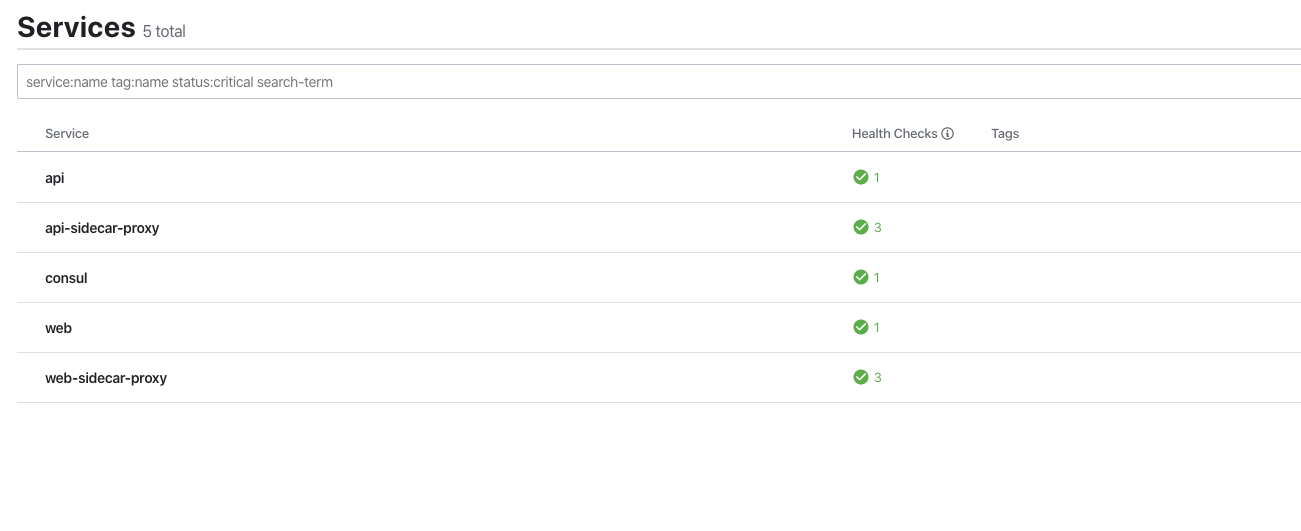 Services 5 total
service:name tag:name status:critical search-term
Service Health Checks Tags
api 1
api-sidecar-proxy 3
consul 1
web 1
web-sidecar-proxy 3